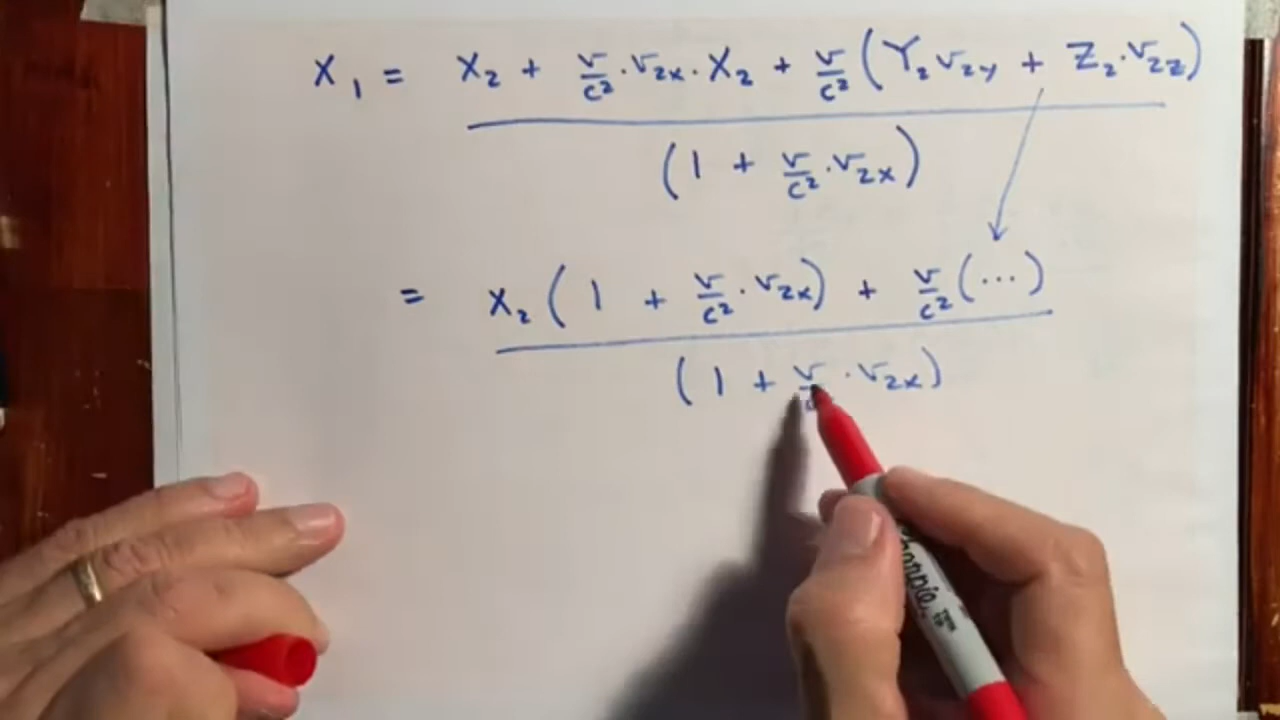 X₁ = X₂ + v/c² · v₂ₓ · X₂ + v/c² (Y₂ v₂y + Z₂ · v₂z)
(1 + v/c² · v₂ₓ)
= X₂ (1 + v/c² · v₂ₓ) + v/c² (...)
(1 + v/c · v₂ₓ)
Sharpie